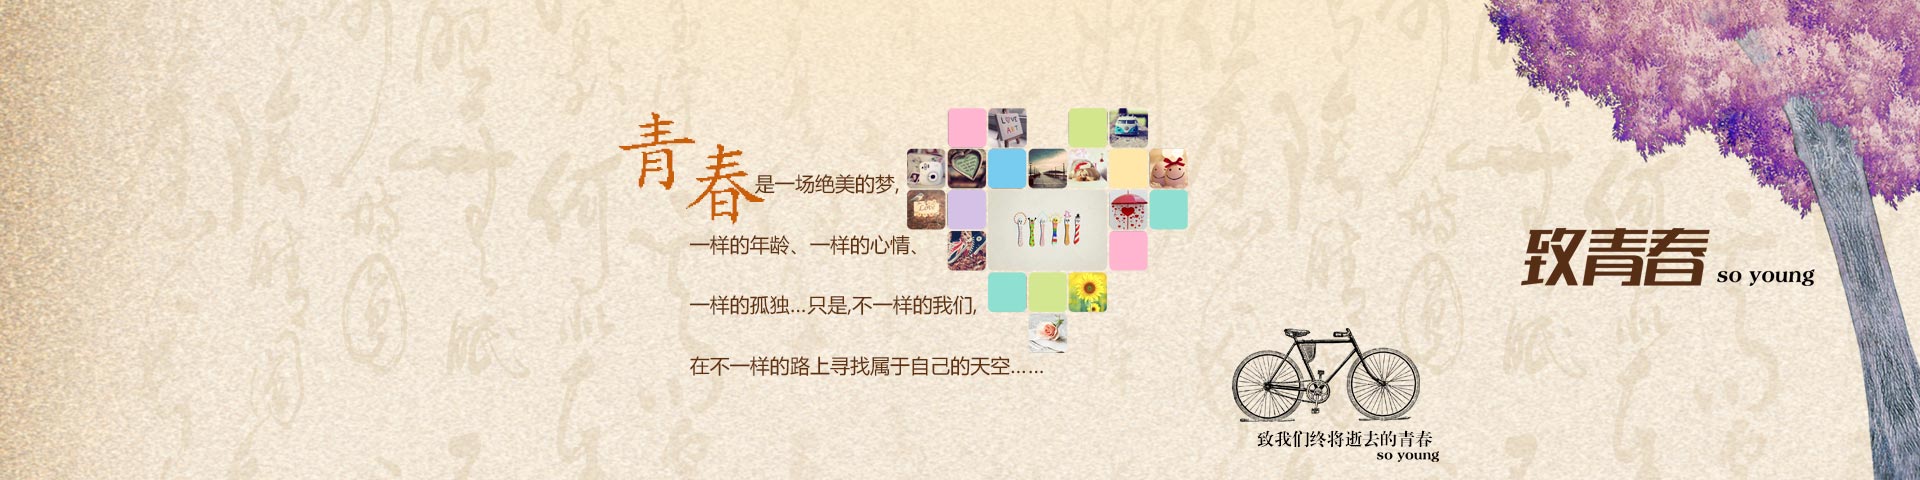 青春是一场绝美的梦,
一样的年龄、一样的心情、
一样的孤独...只是,不一样的我们,
在不一样的路上寻找属于自己的天空......
致青春 so young
致我们终将逝去的青春
so young